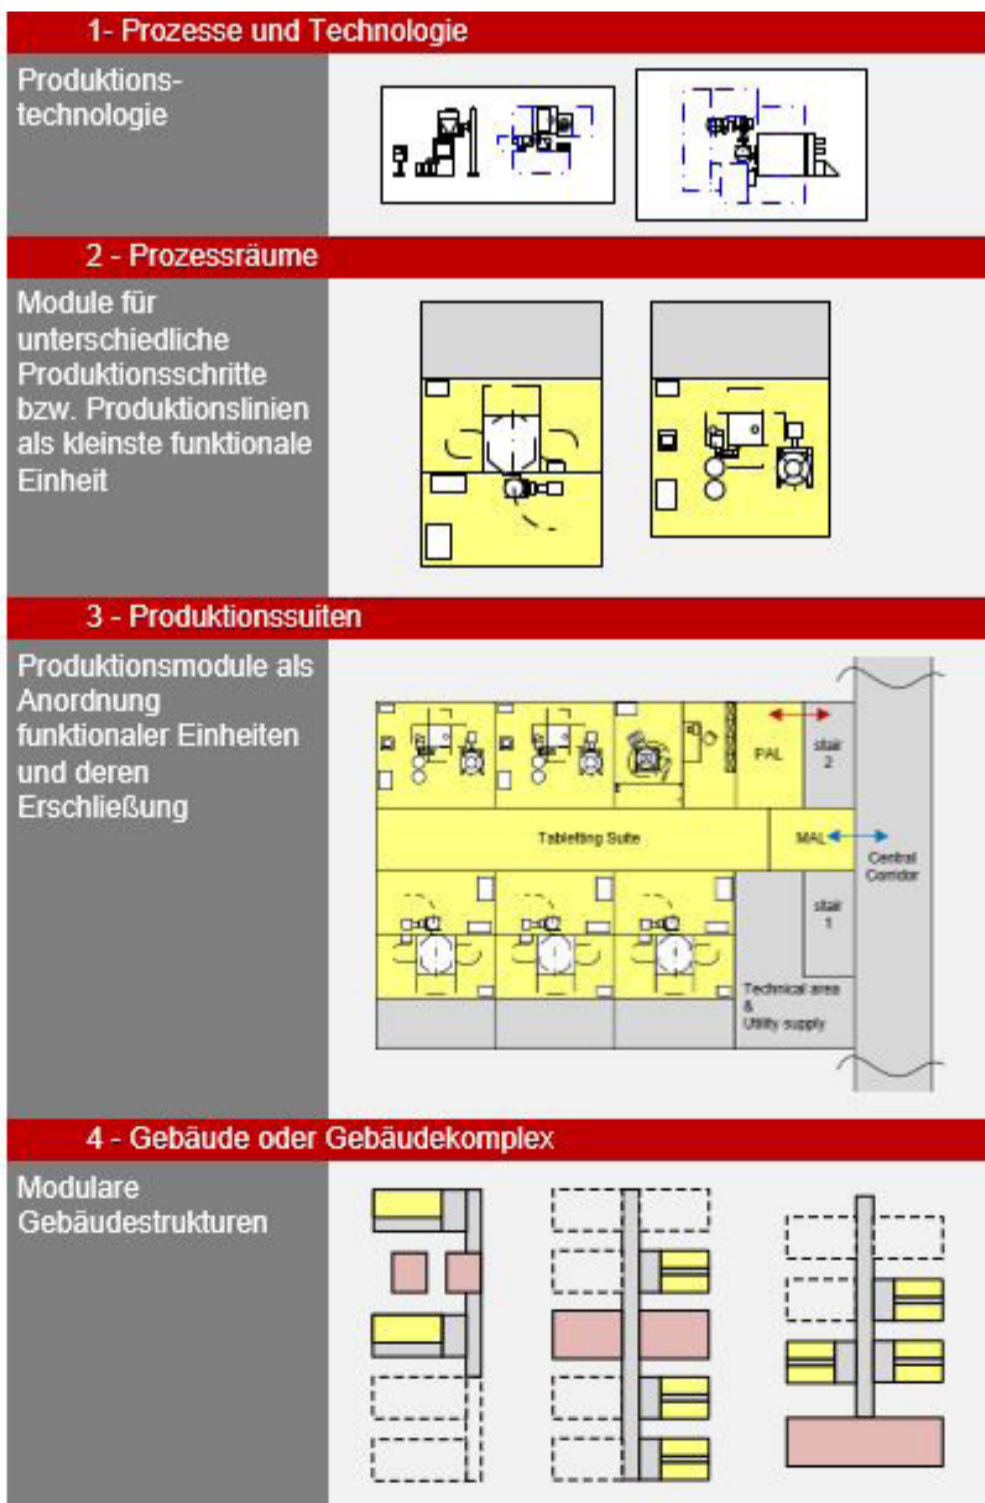 1- Prozesse und Technologie
Produktions-
technologie
2 - Prozessräume
Module für
unterschiedliche
Produktionsschritte
bzw. Produktionslinien
als kleinste funktionale
Einheit
3 - Produktionssuiten
Produktionsmodule als
Anordnung
funktionaler Einheiten
und deren
Erschließung
PAL
stair
2
Tabletting Suite
MAL
Central
Corridor
stair
1
Technical area
&
Utility supply
4 - Gebäude oder Gebäudekomplex
Modulare
Gebäudestrukturen